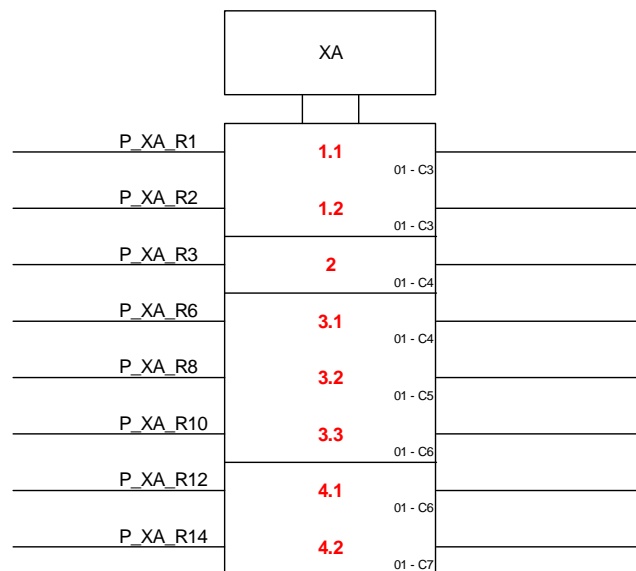 XA
P_XA_R1
1.1
01 - C3
P_XA_R2
1.2
01 - C3
P_XA_R3
2
01 - C4
P_XA_R6
3.1
01 - C4
P_XA_R8
3.2
01 - C5
P_XA_R10
3.3
01 - C6
P_XA_R12
4.1
01 - C6
P_XA_R14
4.2
01 - C7